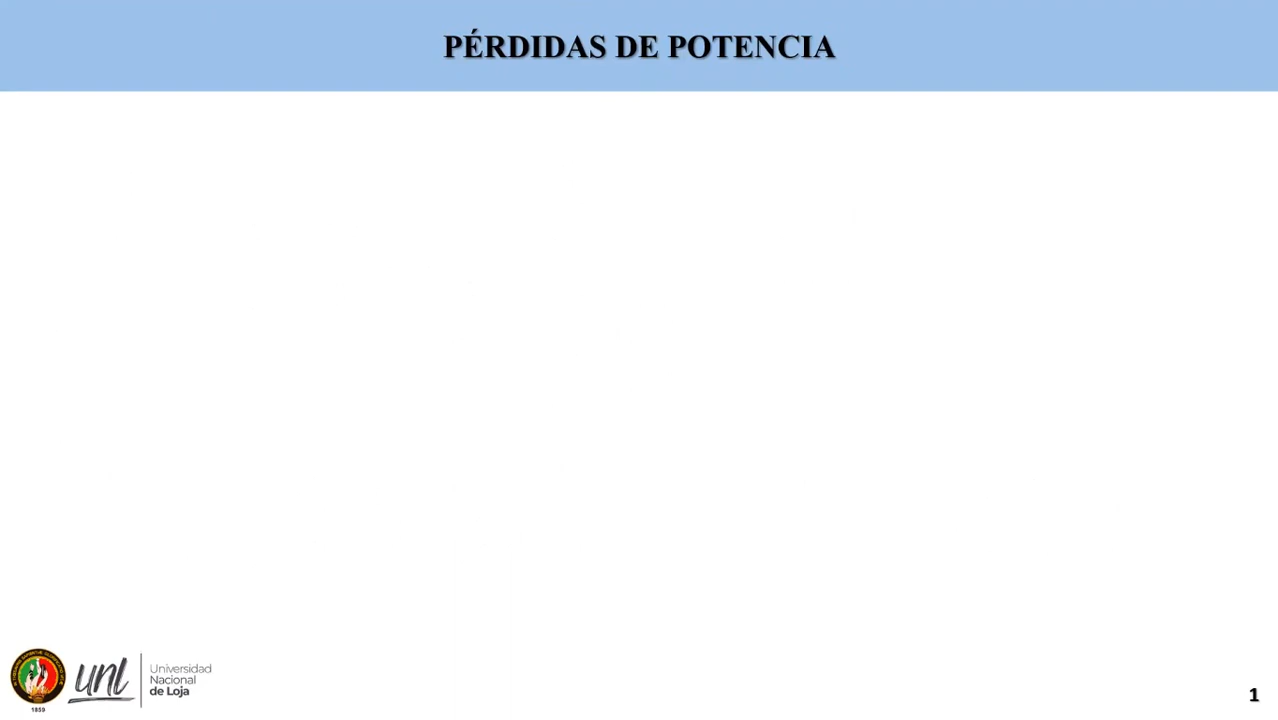 PÉRDIDAS DE POTENCIA
unl
Universidad
Nacional
de Loja
1859
1